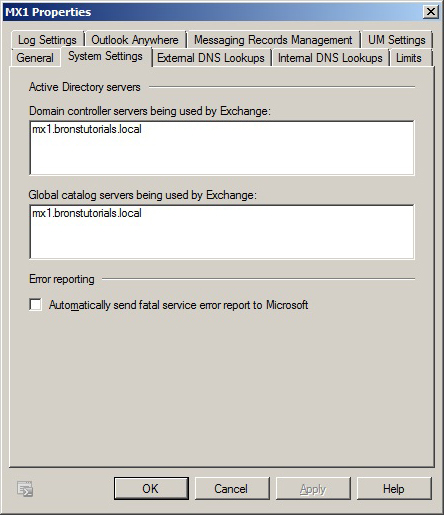 MX1 Properties
Log Settings Outlook Anywhere Messaging Records Management UM Settings
General System Settings External DNS Lookups Internal DNS Lookups Limits
Active Directory servers
Domain controller servers being used by Exchange:
mx1.bronstutorials.local
Global catalog servers being used by Exchange:
mx1.bronstutorials.local
Error reporting
Automatically send fatal service error report to Microsoft
OK Cancel Apply Help